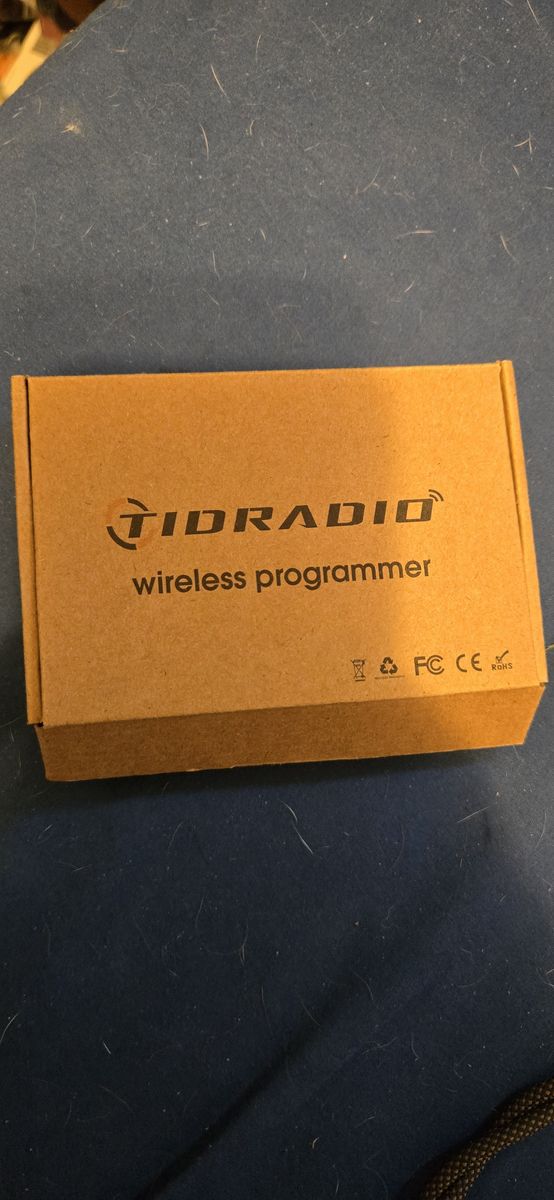 TIDRADIO
wireless programmer
FC CE RoHS